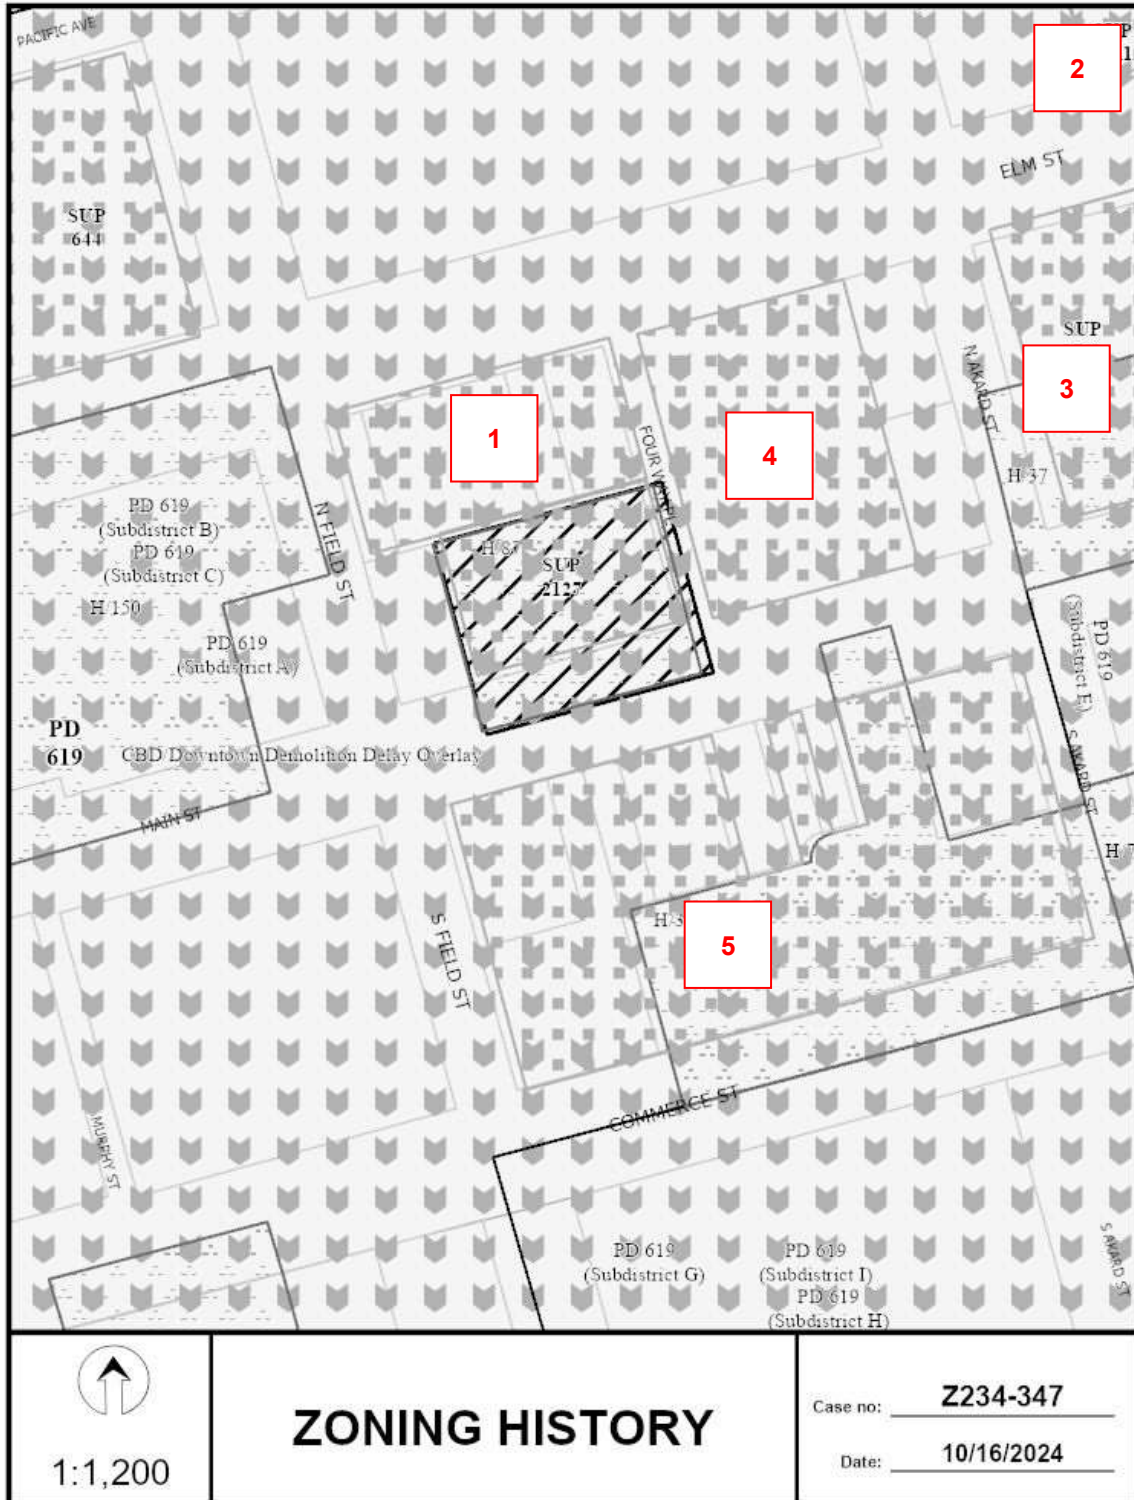 PACIFIC AVE
P
2
1
ELM ST
SUP
644
SUP
N AKARD ST
3
1
FOUR WAY PL
4
H/37
PD 619
(Subdistrict B)
PD 619
(Subdistrict C)
N FIELD ST
H/87
SUP
2127
H/150
PD 619
(Subdistrict A)
PD 619
(Subdistrict E)
PD
619
CBD Downtown Demolition Delay Overlay
S AKARD ST
MAIN ST
H/7
H/3
5
S FIELD ST
COMMERCE ST
MURPHY ST
PD 619
(Subdistrict G)
PD 619
(Subdistrict I)
PD 619
(Subdistrict H)
S AKARD ST
1:1,200
ZONING HISTORY
Case no: Z234-347
Date: 10/16/2024